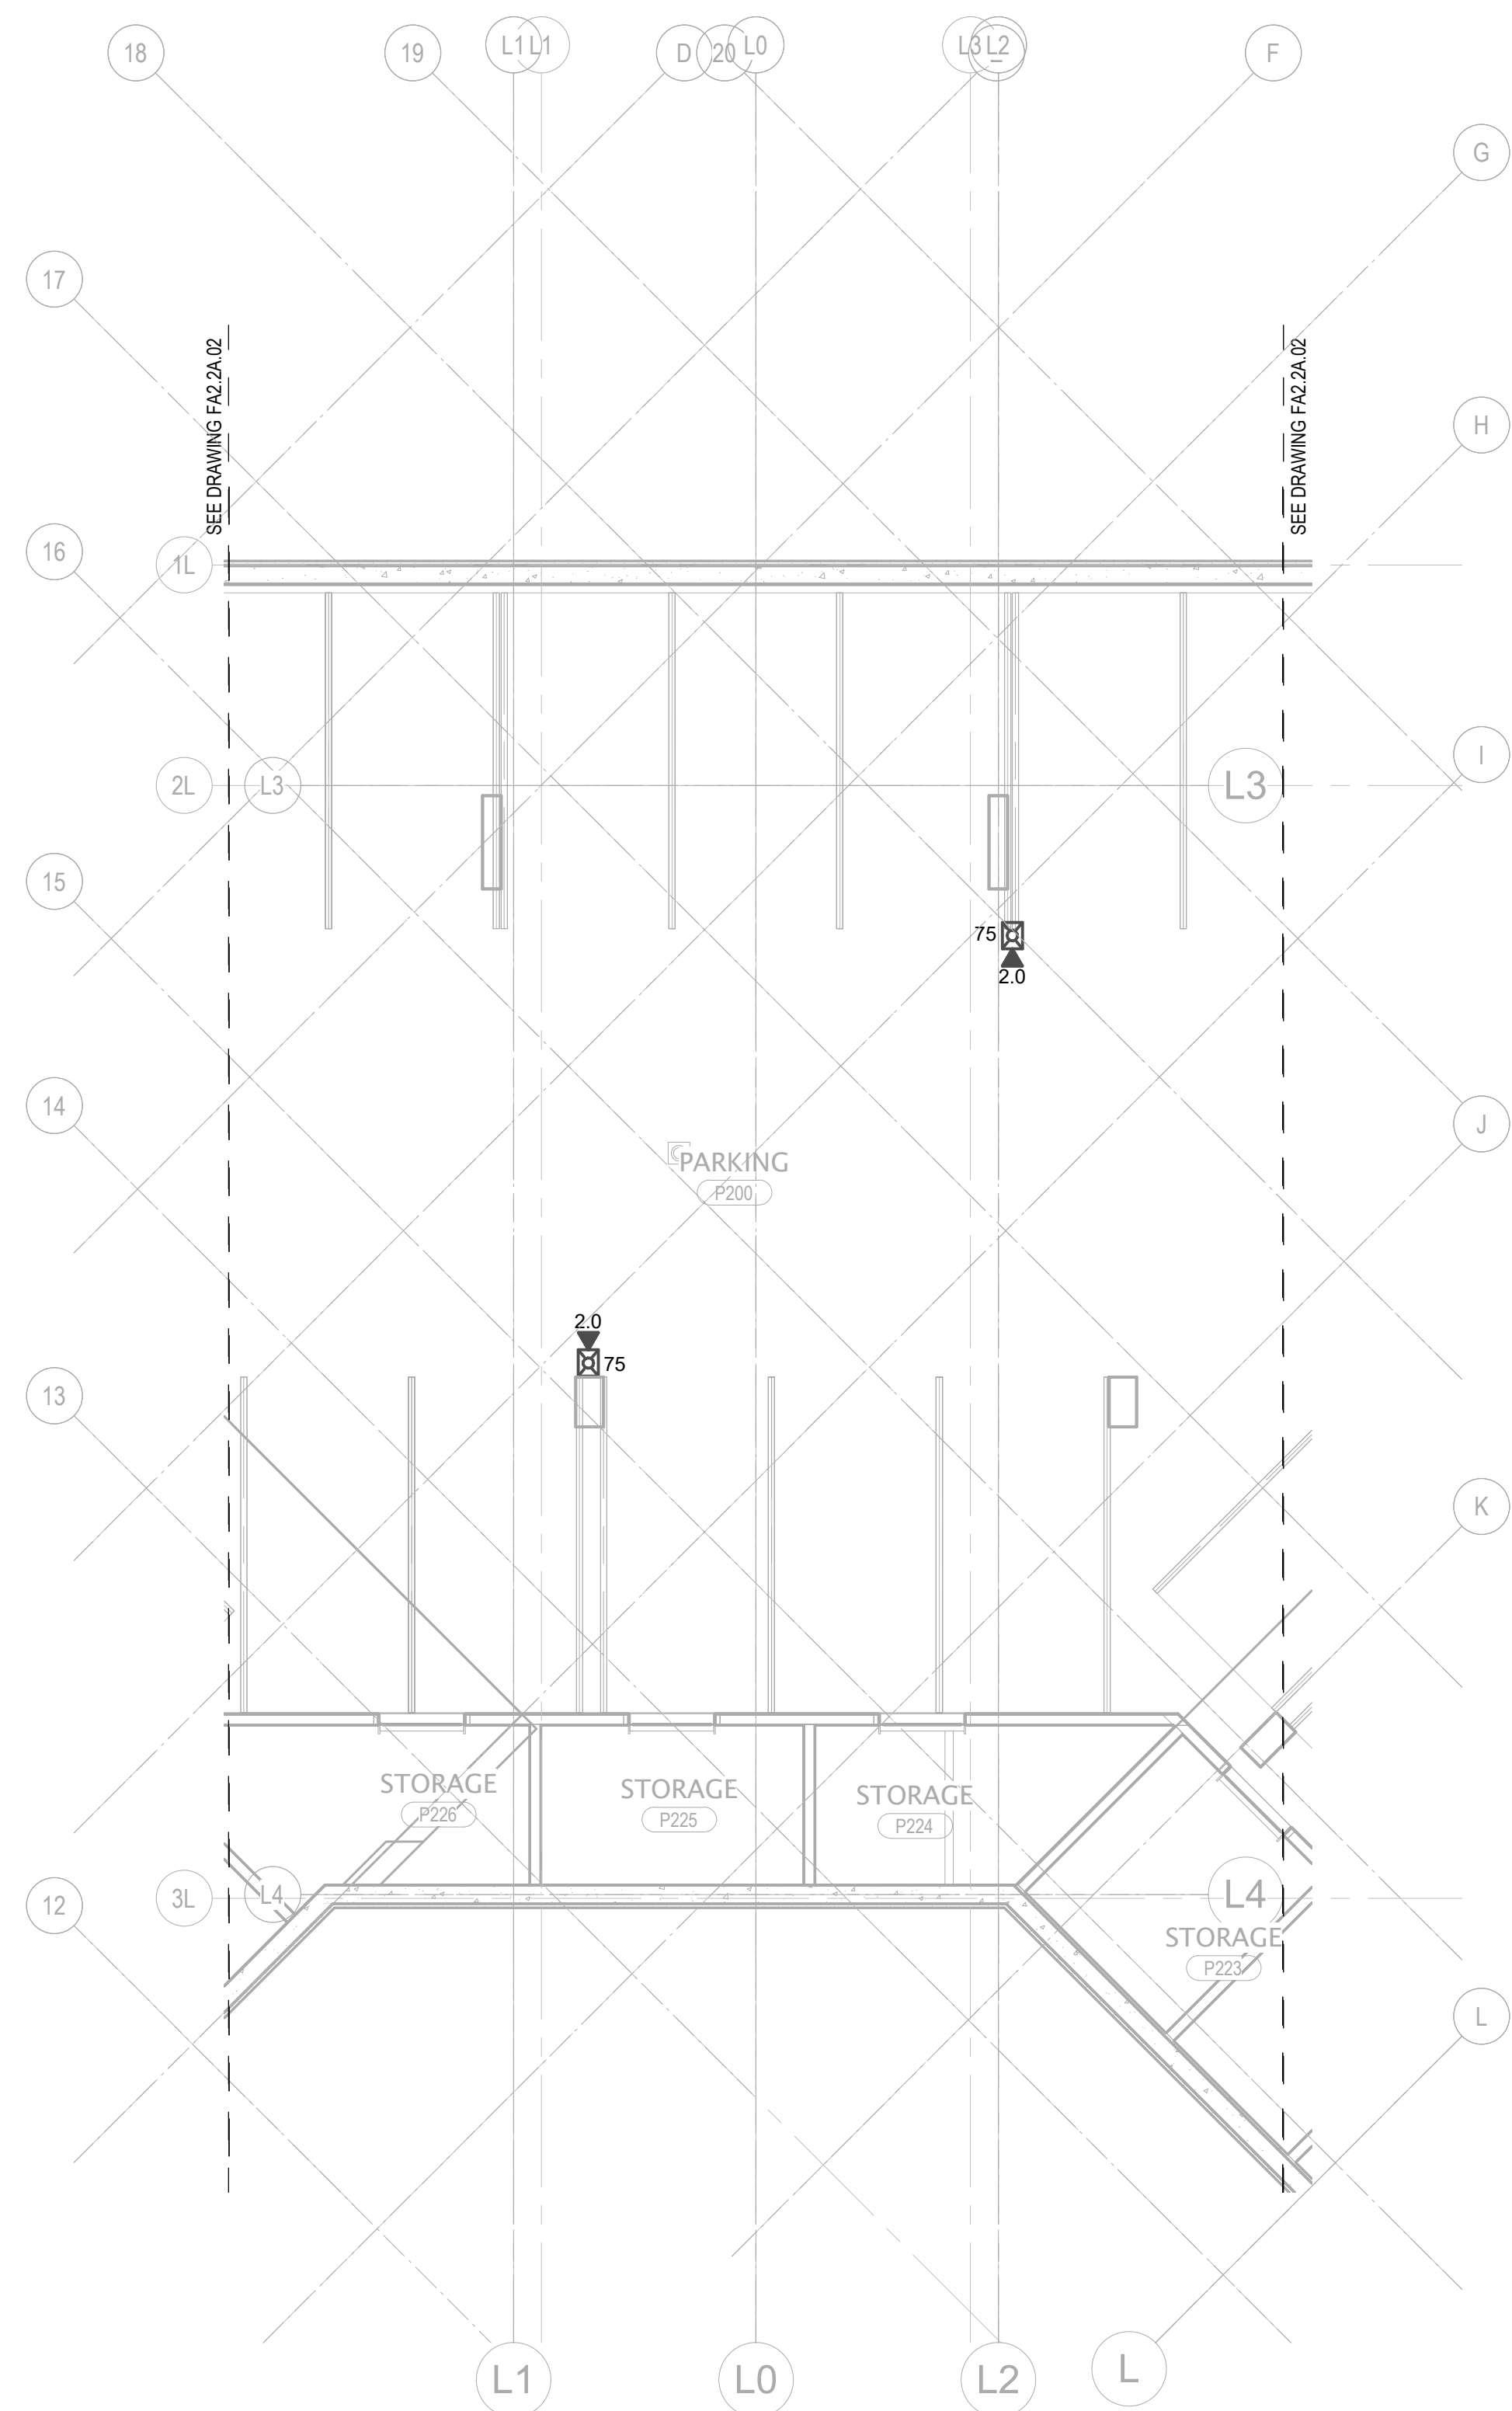 18
19
L1
L1
D
20
L0
L3
L2
F
G
17
SEE DRAWING FA2.2A.02
SEE DRAWING FA2.2A.02
H
16
1L
I
2L
L3
L3
15
75
2.0
14
J
PARKING
P200
2.0
75
13
K
STORAGE
P226
STORAGE
P225
STORAGE
P224
12
3L
L4
L4
STORAGE
P223
L
L1
L0
L2
L